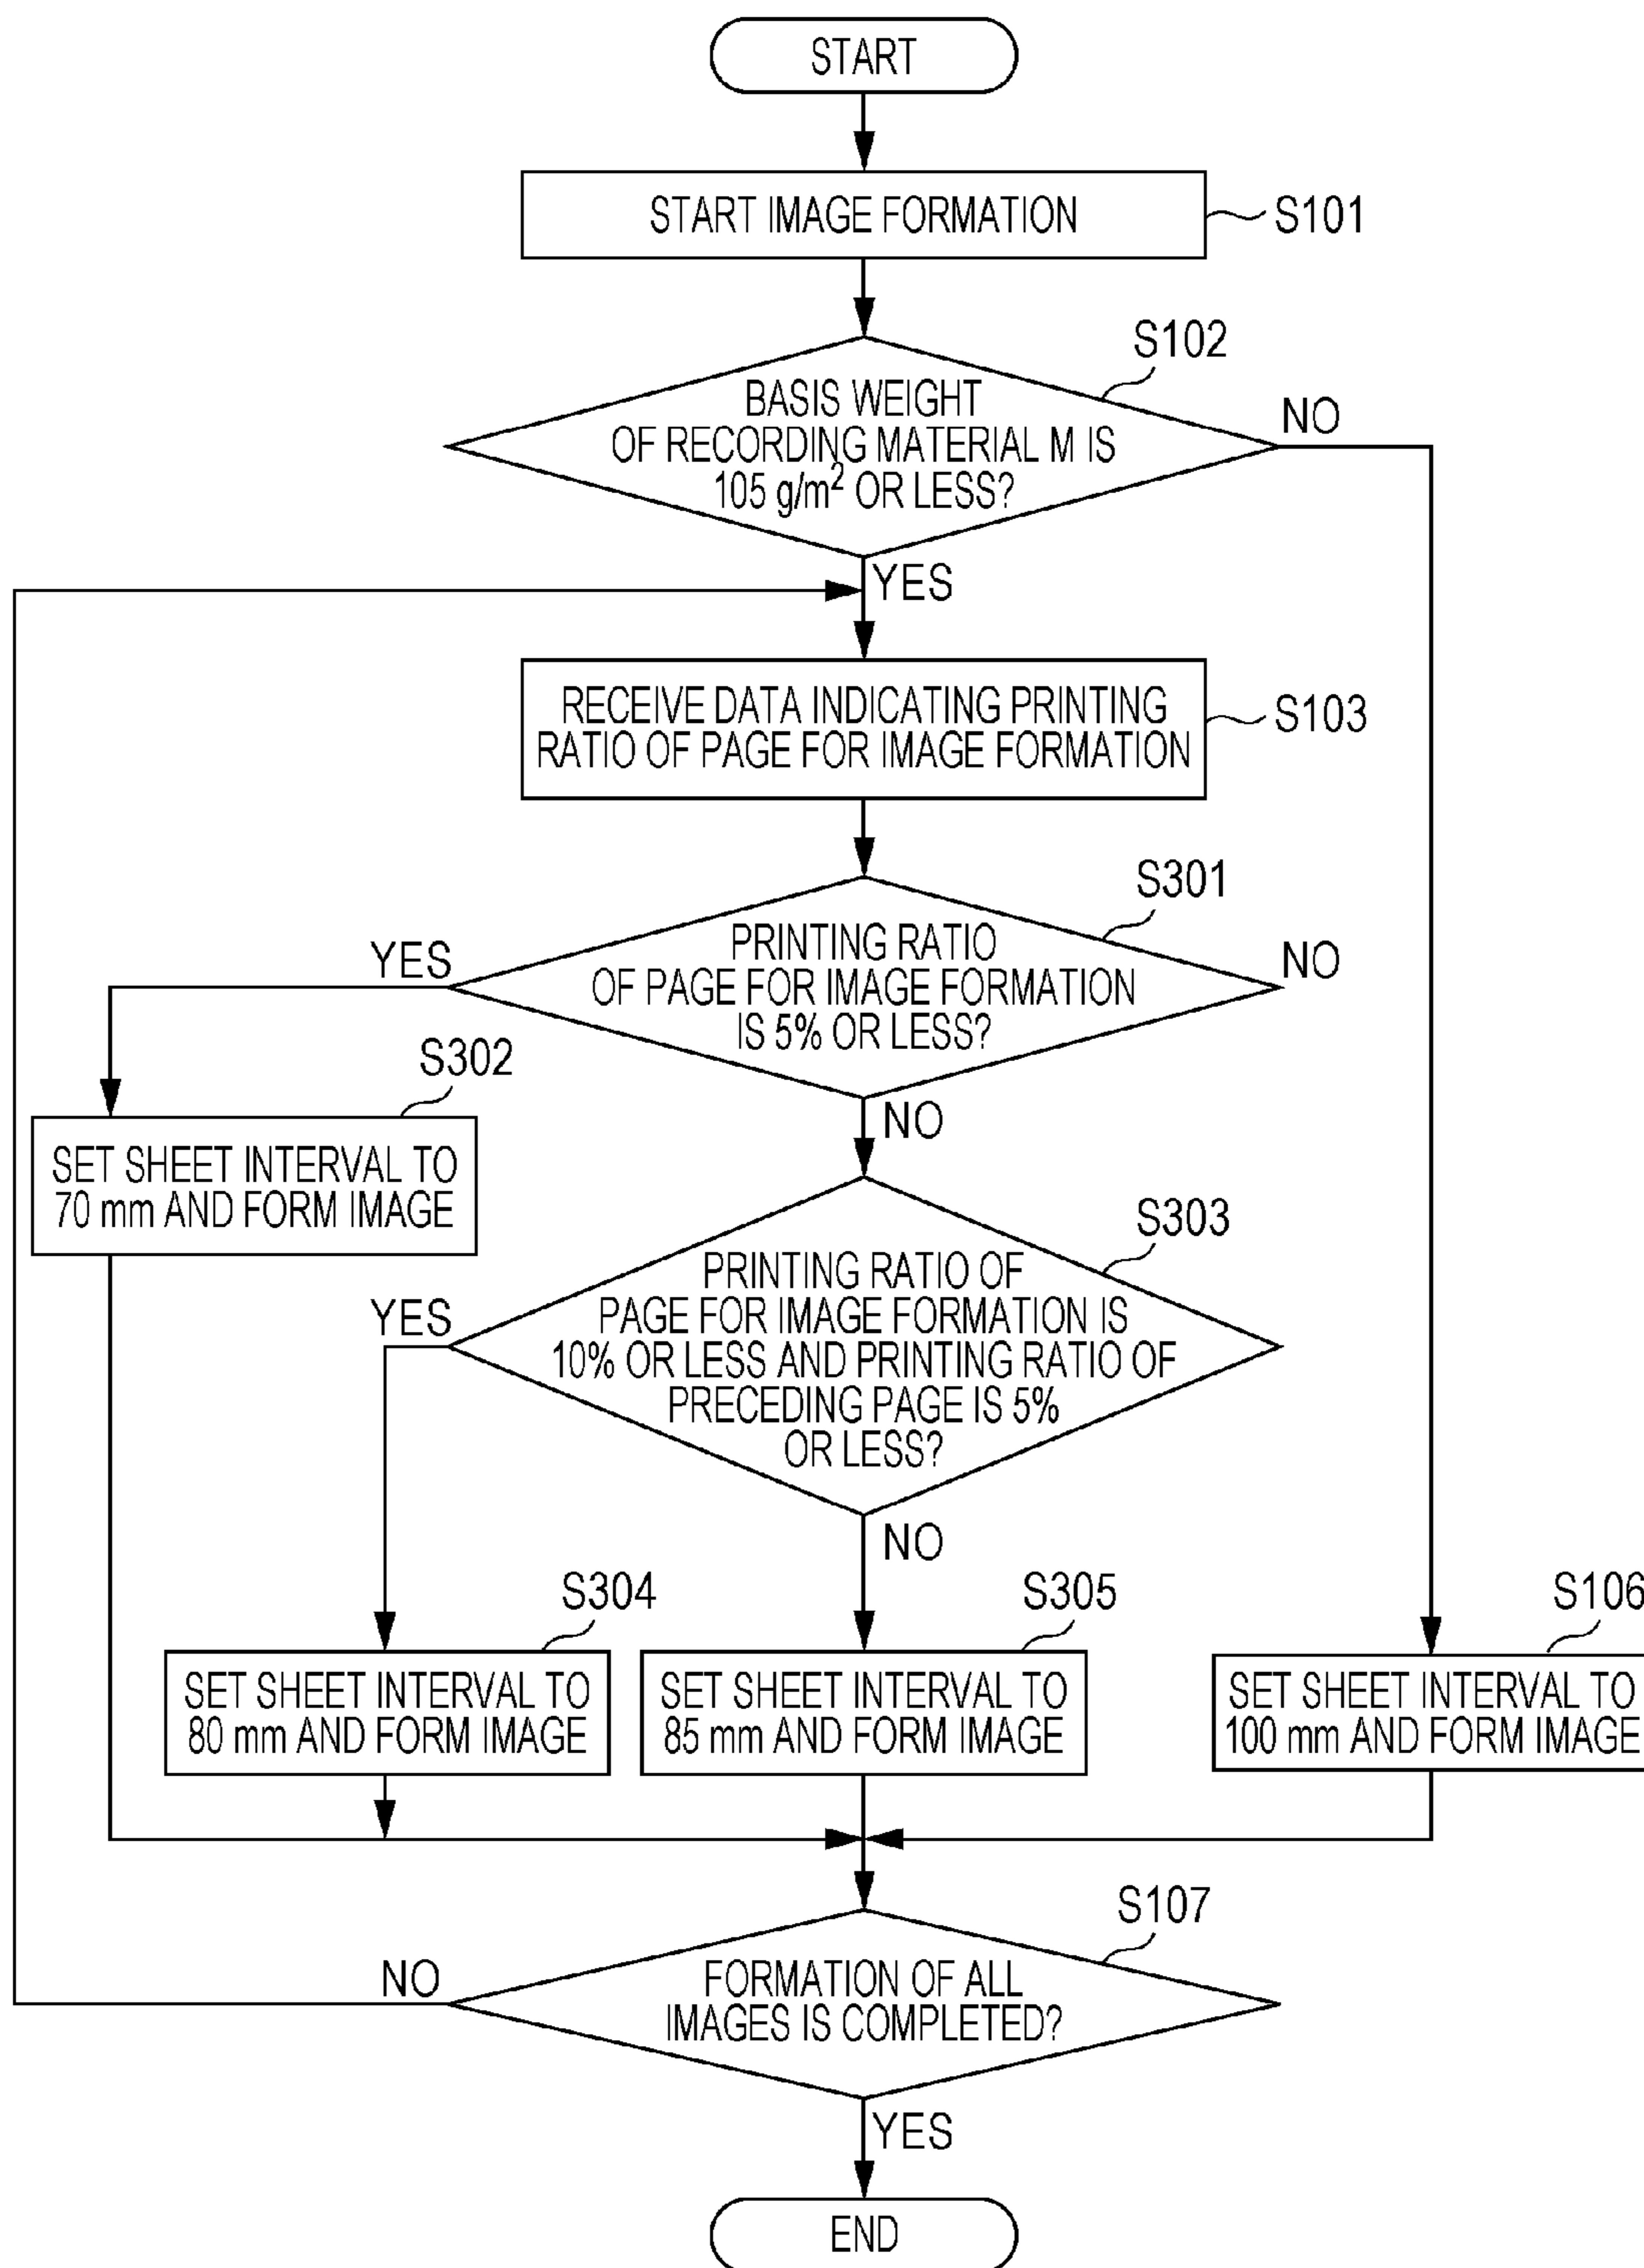 START
START IMAGE FORMATION
S101
S102
BASIS WEIGHT
OF RECORDING MATERIAL M IS
105 g/m² OR LESS?
NO
YES
RECEIVE DATA INDICATING PRINTING
RATIO OF PAGE FOR IMAGE FORMATION
S103
S301
PRINTING RATIO
OF PAGE FOR IMAGE FORMATION
IS 5% OR LESS?
YES
NO
NO
S302
SET SHEET INTERVAL TO
70 mm AND FORM IMAGE
S303
PRINTING RATIO OF
PAGE FOR IMAGE FORMATION IS
10% OR LESS AND PRINTING RATIO OF
PRECEDING PAGE IS 5%
OR LESS?
YES
NO
S304
SET SHEET INTERVAL TO
80 mm AND FORM IMAGE
S305
SET SHEET INTERVAL TO
85 mm AND FORM IMAGE
S106
SET SHEET INTERVAL TO
100 mm AND FORM IMAGE
S107
FORMATION OF ALL
IMAGES IS COMPLETED?
NO
YES
END